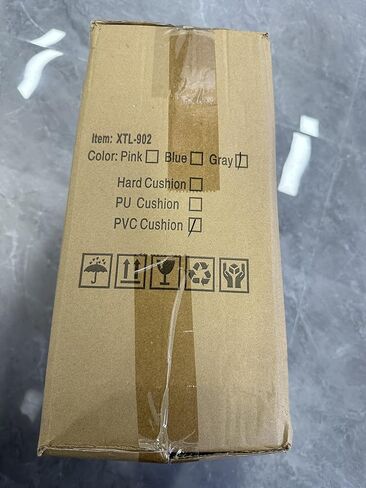 Item: XTL-902
Color: Pink☐ Blue☐ Gray☑
Hard Cushion☐
PU Cushion ☐
PVC Cushion☑